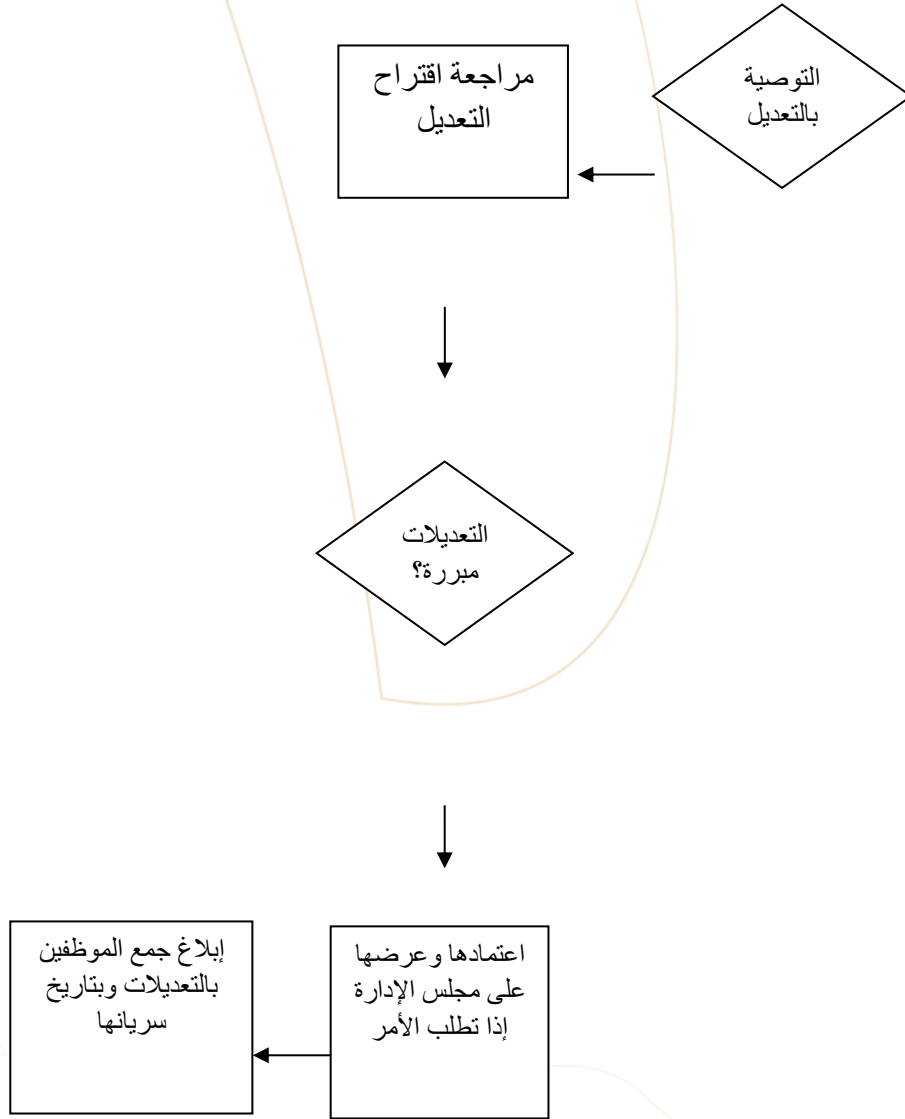 التوصية
بالتعديل
مراجعة اقتراح
التعديل
التعديلات
مبررة؟
اعتمادها وعرضها
على مجلس الإدارة
إذا تطلب الأمر
إبلاغ جمع الموظفين
بالتعديلات وبتاريخ
سريانها